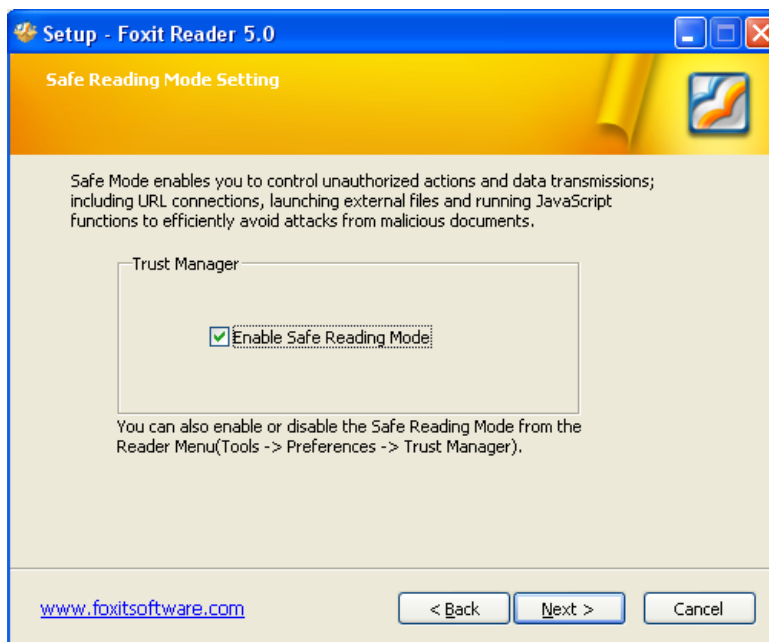 Setup - Foxit Reader 5.0
Safe Reading Mode Setting
Safe Mode enables you to control unauthorized actions and data transmissions;
including URL connections, launching external files and running JavaScript
functions to efficiently avoid attacks from malicious documents.
Trust Manager
Enable Safe Reading Mode
You can also enable or disable the Safe Reading Mode from the
Reader Menu(Tools -> Preferences -> Trust Manager).
www.foxitsoftware.com
< Back
Next >
Cancel